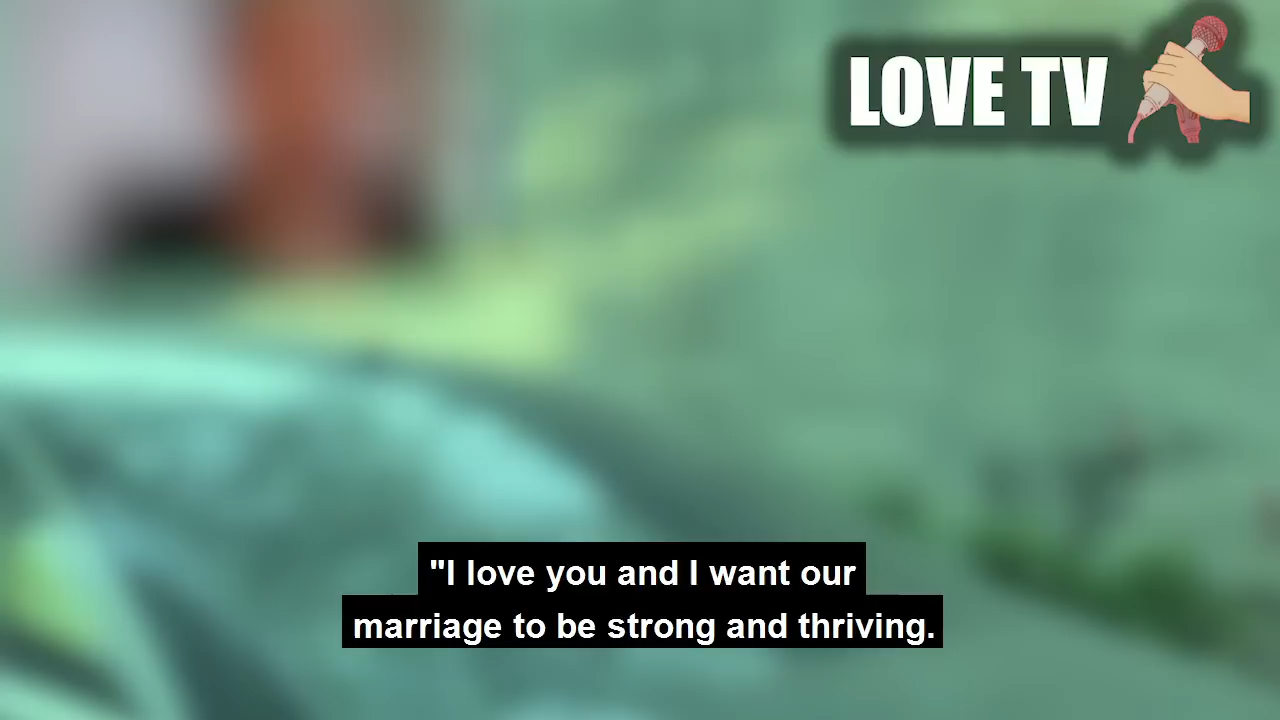 LOVE TV
"I love you and I want our
marriage to be strong and thriving.